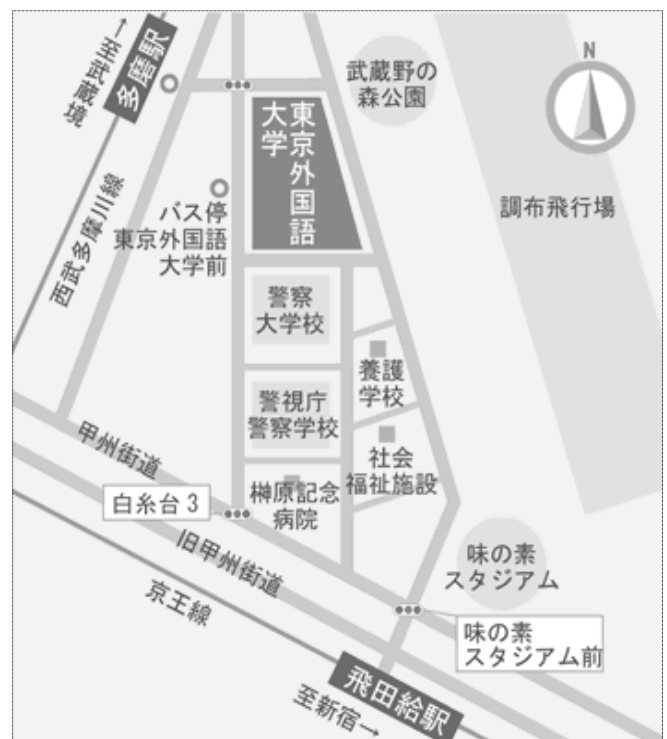 ←至武蔵境
多磨駅
武蔵野の
森公園
N
東京外国語
大学
調布飛行場
西武多摩川線
バス停
東京外国語
大学前
警察
大学校
養護
学校
警視庁
警察学校
社会
福祉施設
甲州街道
榊原記念
病院
白糸台3
旧甲州街道
味の素
スタジアム
京王線
味の素
スタジアム前
飛田給駅
至新宿→